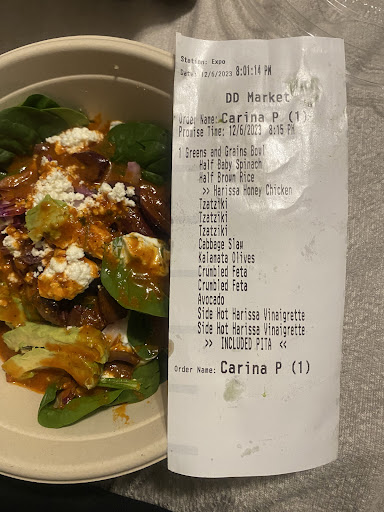 Station: Expo
Date: 12/6/2023 8:01:14 PM
DD Market
Order Name: Carina P (1)
Promise Time: 12/6/2023 8:15 PM
1 Greens and Grains Bowl
Half Baby Spinach
Half Brown Rice
>> Harissa Honey Chicken
Tzatziki
Tzatziki
Tzatziki
Cabbage Slaw
Kalamata Olives
Crumbled Feta
Crumbled Feta
Avocado
Side Hot Harissa Vinaigrette
Side Hot Harissa Vinaigrette
>> INCLUDED PITA <<
Order Name: Carina P (1)